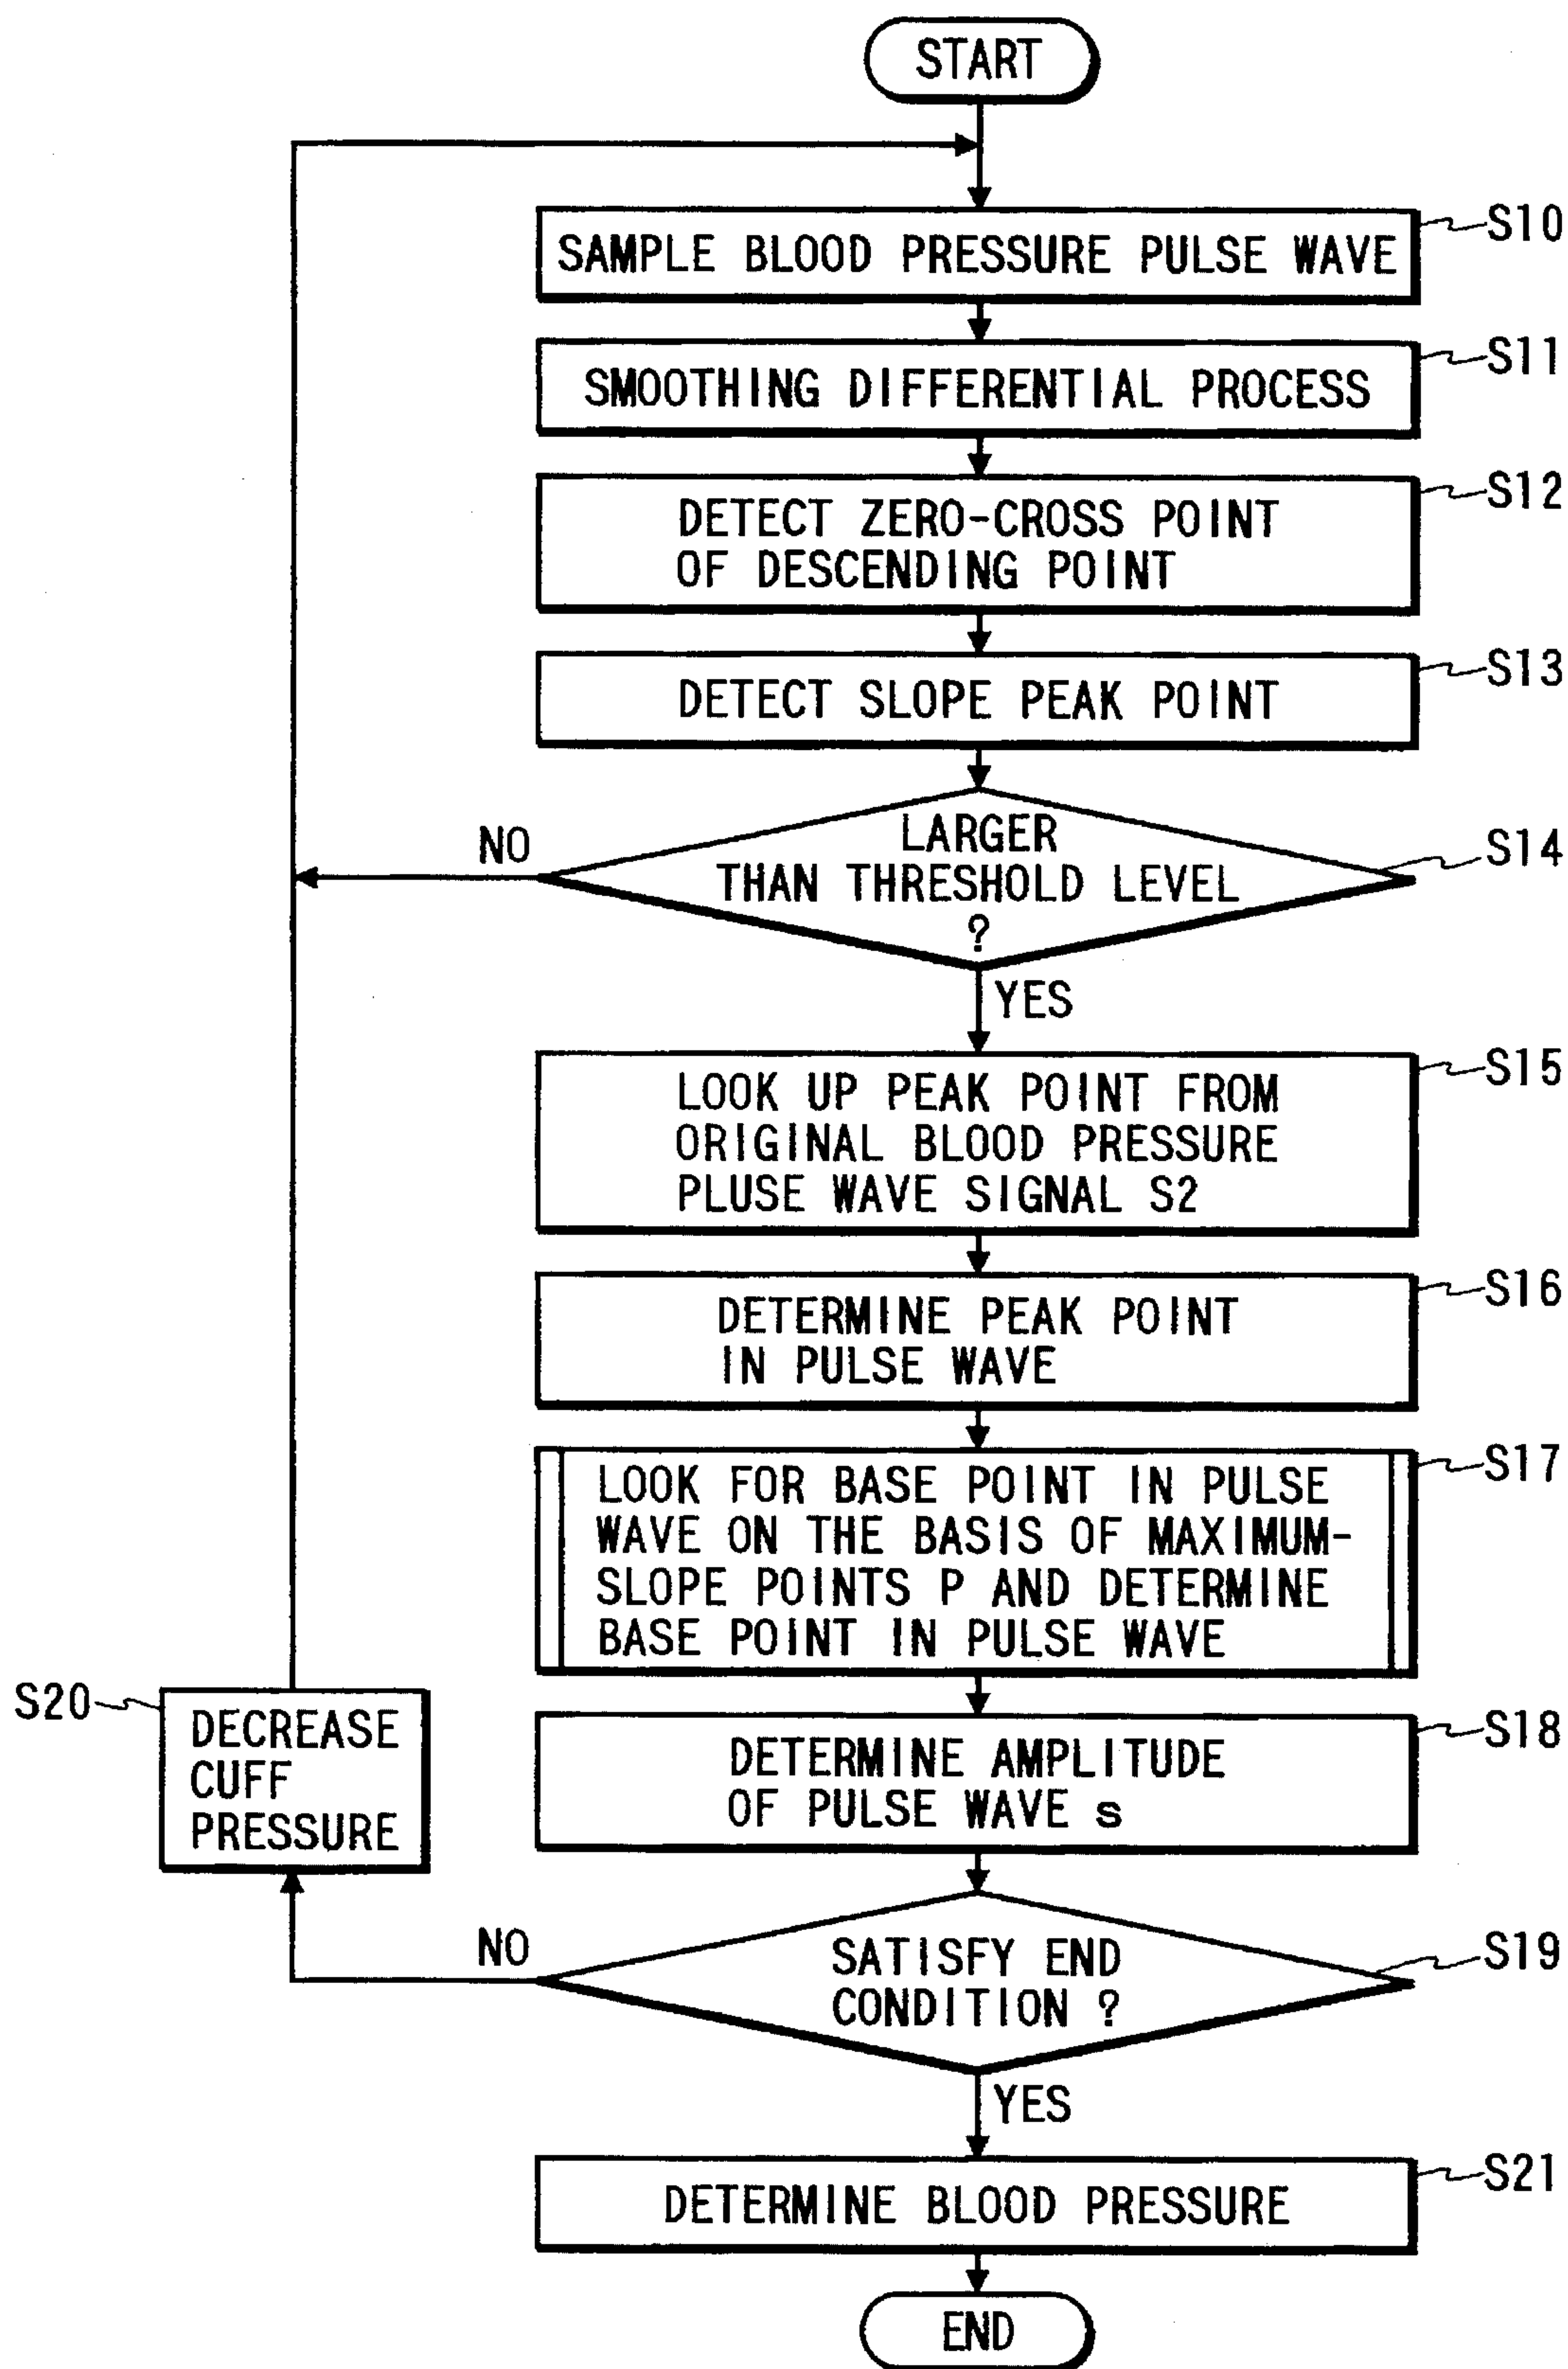 START
SAMPLE BLOOD PRESSURE PULSE WAVE
S10
SMOOTHING DIFFERENTIAL PROCESS
S11
DETECT ZERO-CROSS POINT
OF DESCENDING POINT
S12
DETECT SLOPE PEAK POINT
S13
LARGER
THAN THRESHOLD LEVEL
?
S14
NO
YES
LOOK UP PEAK POINT FROM
ORIGINAL BLOOD PRESSURE
PLUSE WAVE SIGNAL S2
S15
DETERMINE PEAK POINT
IN PULSE WAVE
S16
LOOK FOR BASE POINT IN PULSE
WAVE ON THE BASIS OF MAXIMUM-
SLOPE POINTS P AND DETERMINE
BASE POINT IN PULSE WAVE
S17
DETERMINE AMPLITUDE
OF PULSE WAVE s
S18
S20
DECREASE
CUFF
PRESSURE
SATISFY END
CONDITION ?
S19
NO
YES
DETERMINE BLOOD PRESSURE
S21
END